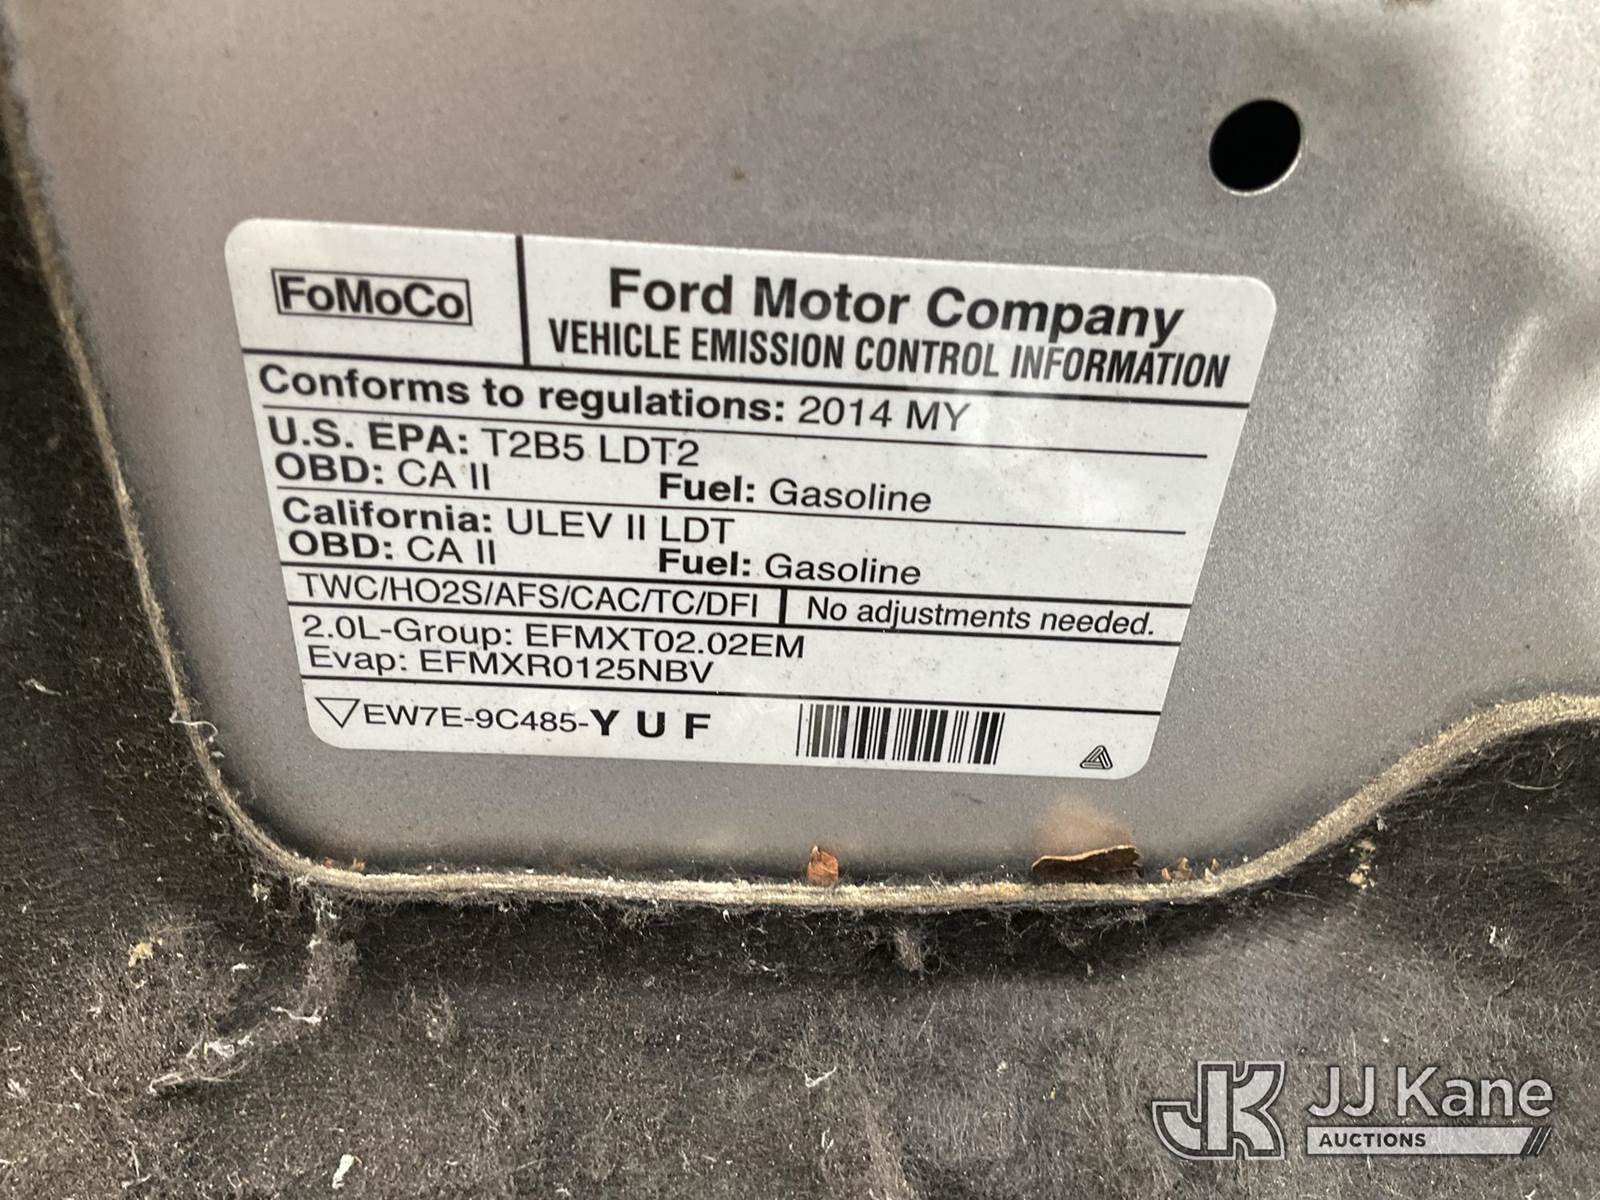 FoMoCo
Ford Motor Company
VEHICLE EMISSION CONTROL INFORMATION
Conforms to regulations: 2014 MY
U.S. EPA: T2B5 LDT2
OBD: CA II Fuel: Gasoline
California: ULEV II LDT
OBD: CA II Fuel: Gasoline
TWC/HO2S/AFS/CAC/TC/DFI No adjustments needed.
2.0L-Group: EFMXT02.02EM
Evap: EFMXR0125NBV
EW7E-9C485-Y U F
JK JJ Kane
AUCTIONS